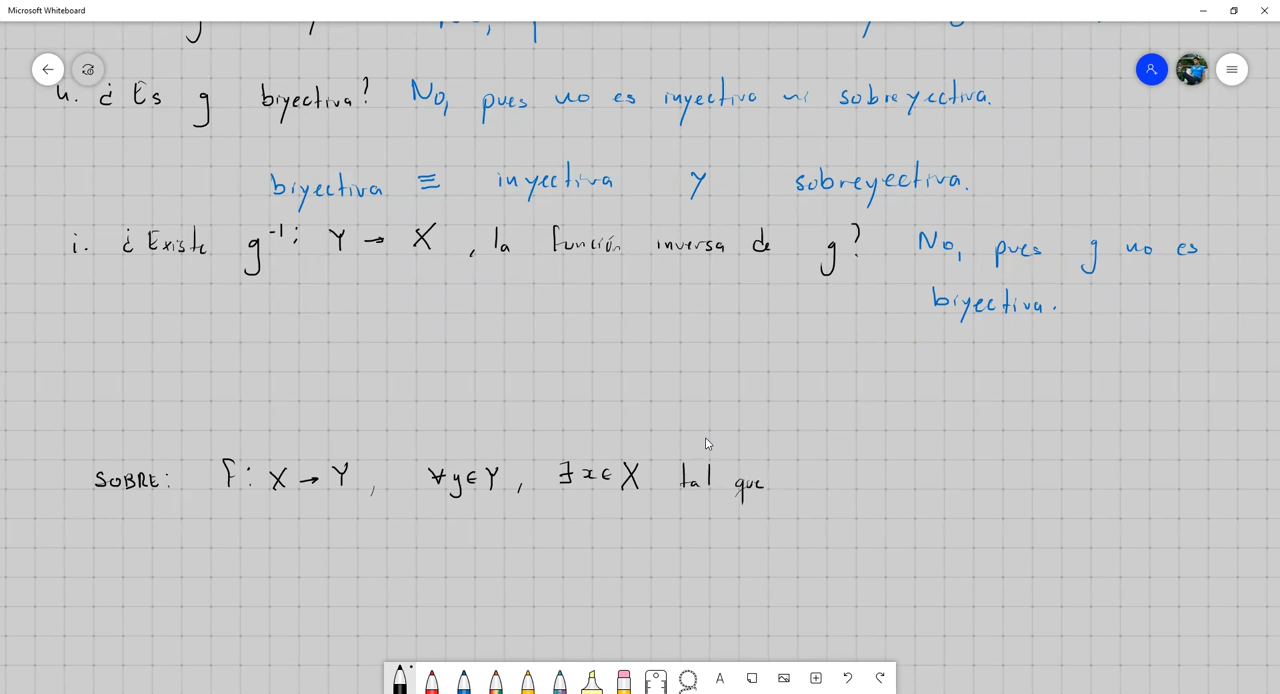 Microsoft Whiteboard
h. ¿ Es g biyectiva? No, pues no es inyectiva ni sobreyectiva.
biyectiva ≡ inyectiva y sobreyectiva.
i. ¿Existe g⁻¹: Y → X, la función inversa de g? No, pues g no es
biyectiva.
SOBRE: f: X → Y, ∀y∈Y, ∃x∈X tal que